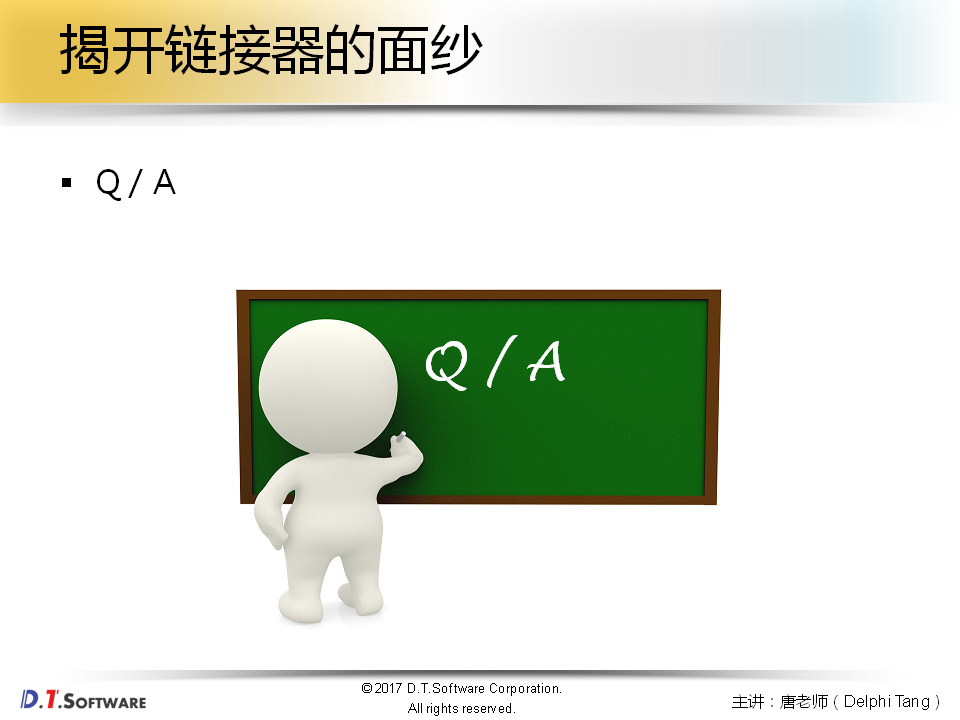 揭开链接器的面纱
▪ Q / A
Q / A
D.T.SOFTWARE
©2017 D.T.Software Corporation.
All rights reserved.
主讲：唐老师（Delphi Tang）